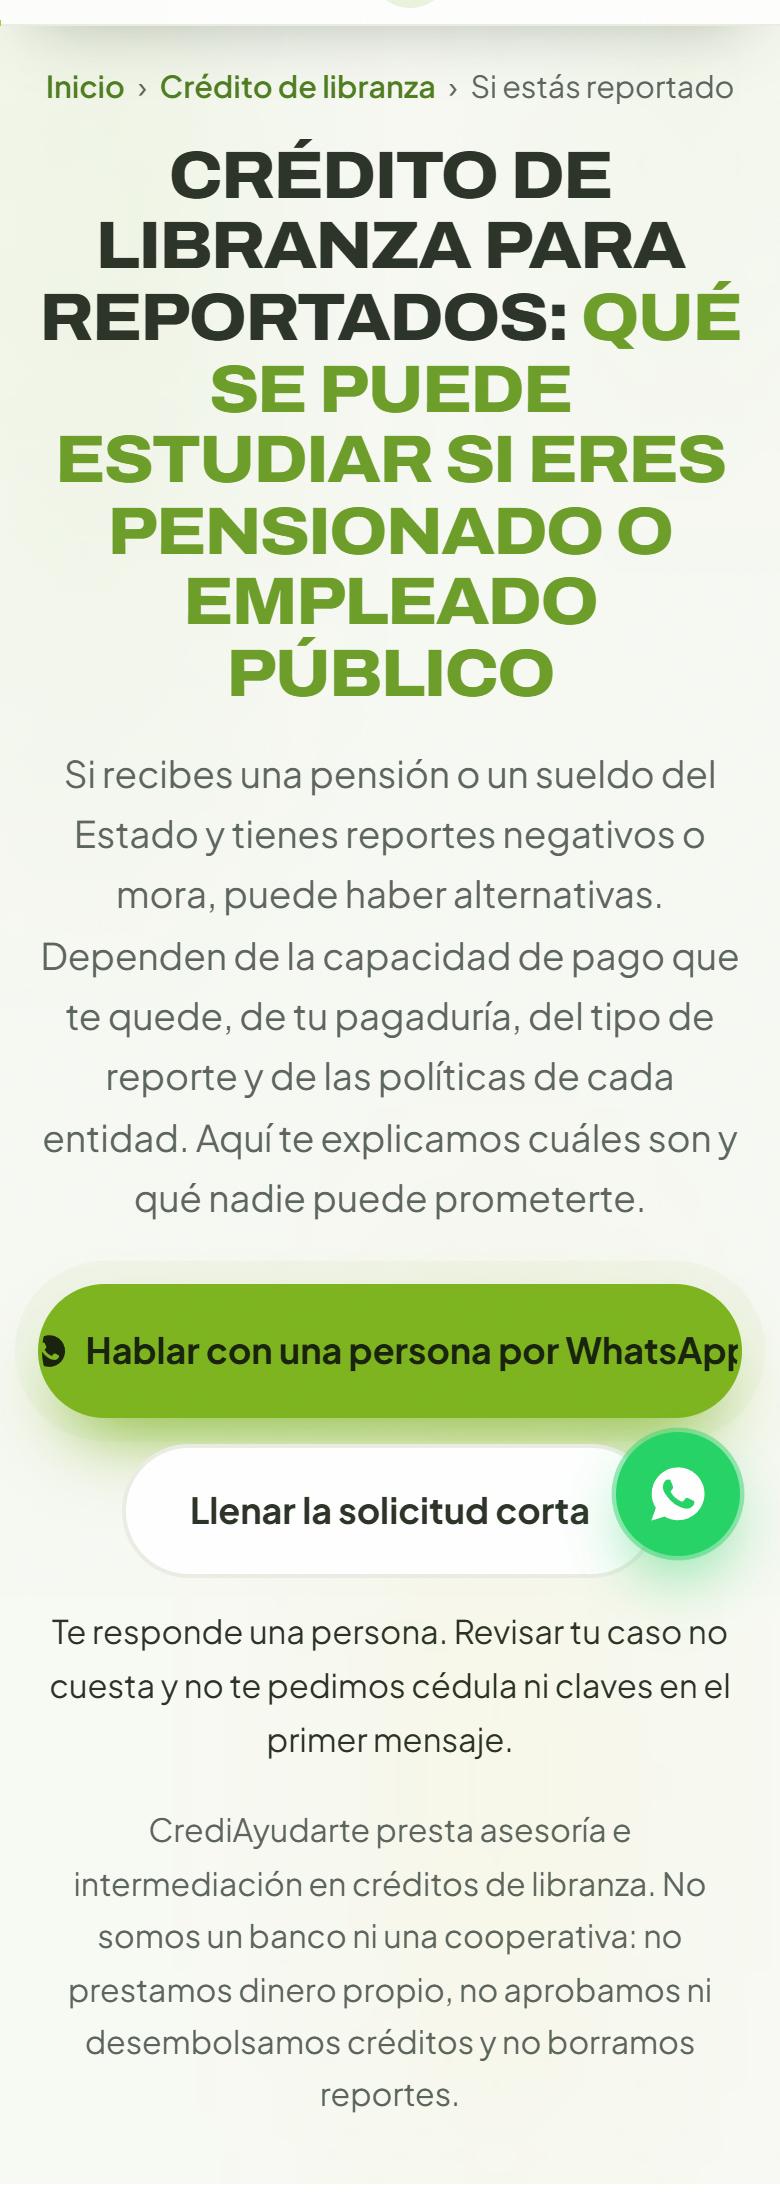 Inicio › Crédito de libranza › Si estás reportado
CRÉDITO DE
LIBRANZA PARA
REPORTADOS: QUÉ
SE PUEDE
ESTUDIAR SI ERES
PENSIONADO O
EMPLEADO
PÚBLICO
Si recibes una pensión o un sueldo del
Estado y tienes reportes negativos o
mora, puede haber alternativas.
Dependen de la capacidad de pago que
te quede, de tu pagaduría, del tipo de
reporte y de las políticas de cada
entidad. Aquí te explicamos cuáles son y
qué nadie puede prometerte.
Hablar con una persona por WhatsApp
Llenar la solicitud corta
Te responde una persona. Revisar tu caso no
cuesta y no te pedimos cédula ni claves en el
primer mensaje.
CrediAyudarte presta asesoría e
intermediación en créditos de libranza. No
somos un banco ni una cooperativa: no
prestamos dinero propio, no aprobamos ni
desembolsamos créditos y no borramos
reportes.